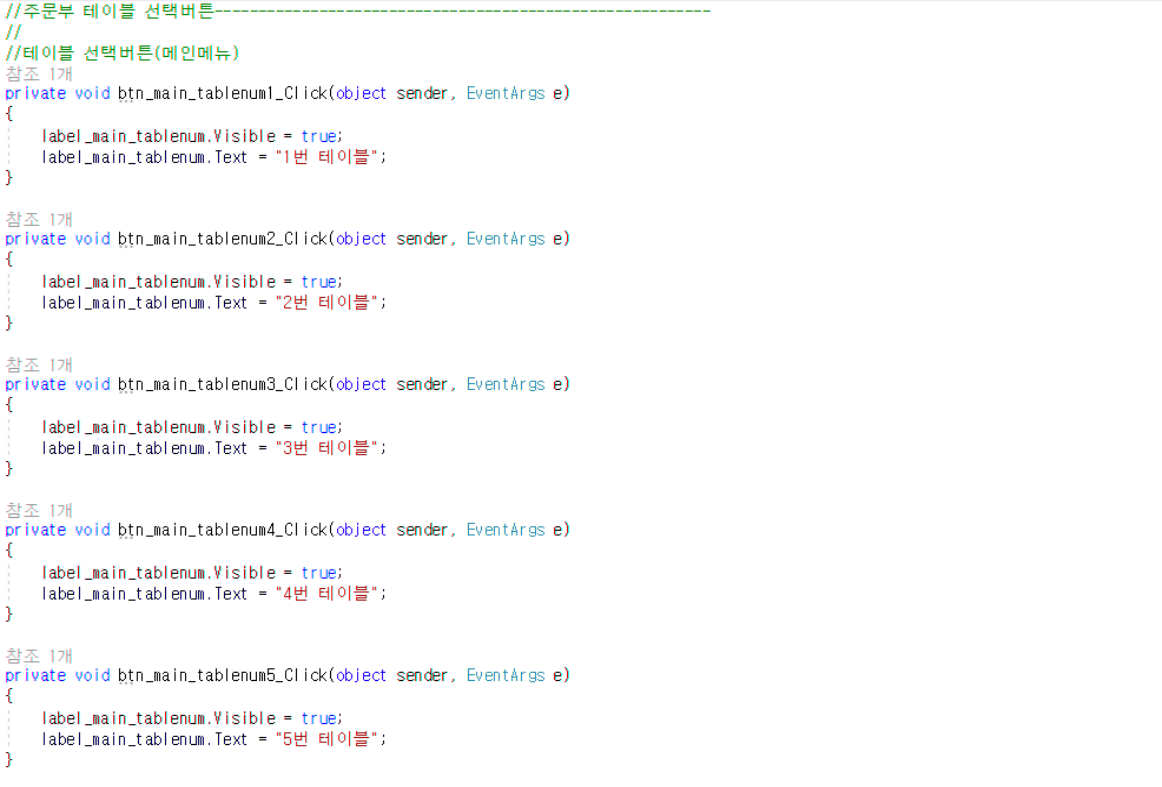 //주문부 테이블 선택버튼--------------------------------------------------------
//
//테이블 선택버튼(메인메뉴)
참조 1개
private void btn_main_tablenum1_Click(object sender, EventArgs e)
{
    label_main_tablenum.Visible = true;
    label_main_tablenum.Text = "1번 테이블";
}
참조 1개
private void btn_main_tablenum2_Click(object sender, EventArgs e)
{
    label_main_tablenum.Visible = true;
    label_main_tablenum.Text = "2번 테이블";
}
참조 1개
private void btn_main_tablenum3_Click(object sender, EventArgs e)
{
    label_main_tablenum.Visible = true;
    label_main_tablenum.Text = "3번 테이블";
}
참조 1개
private void btn_main_tablenum4_Click(object sender, EventArgs e)
{
    label_main_tablenum.Visible = true;
    label_main_tablenum.Text = "4번 테이블";
}
참조 1개
private void btn_main_tablenum5_Click(object sender, EventArgs e)
{
    label_main_tablenum.Visible = true;
    label_main_tablenum.Text = "5번 테이블";
}